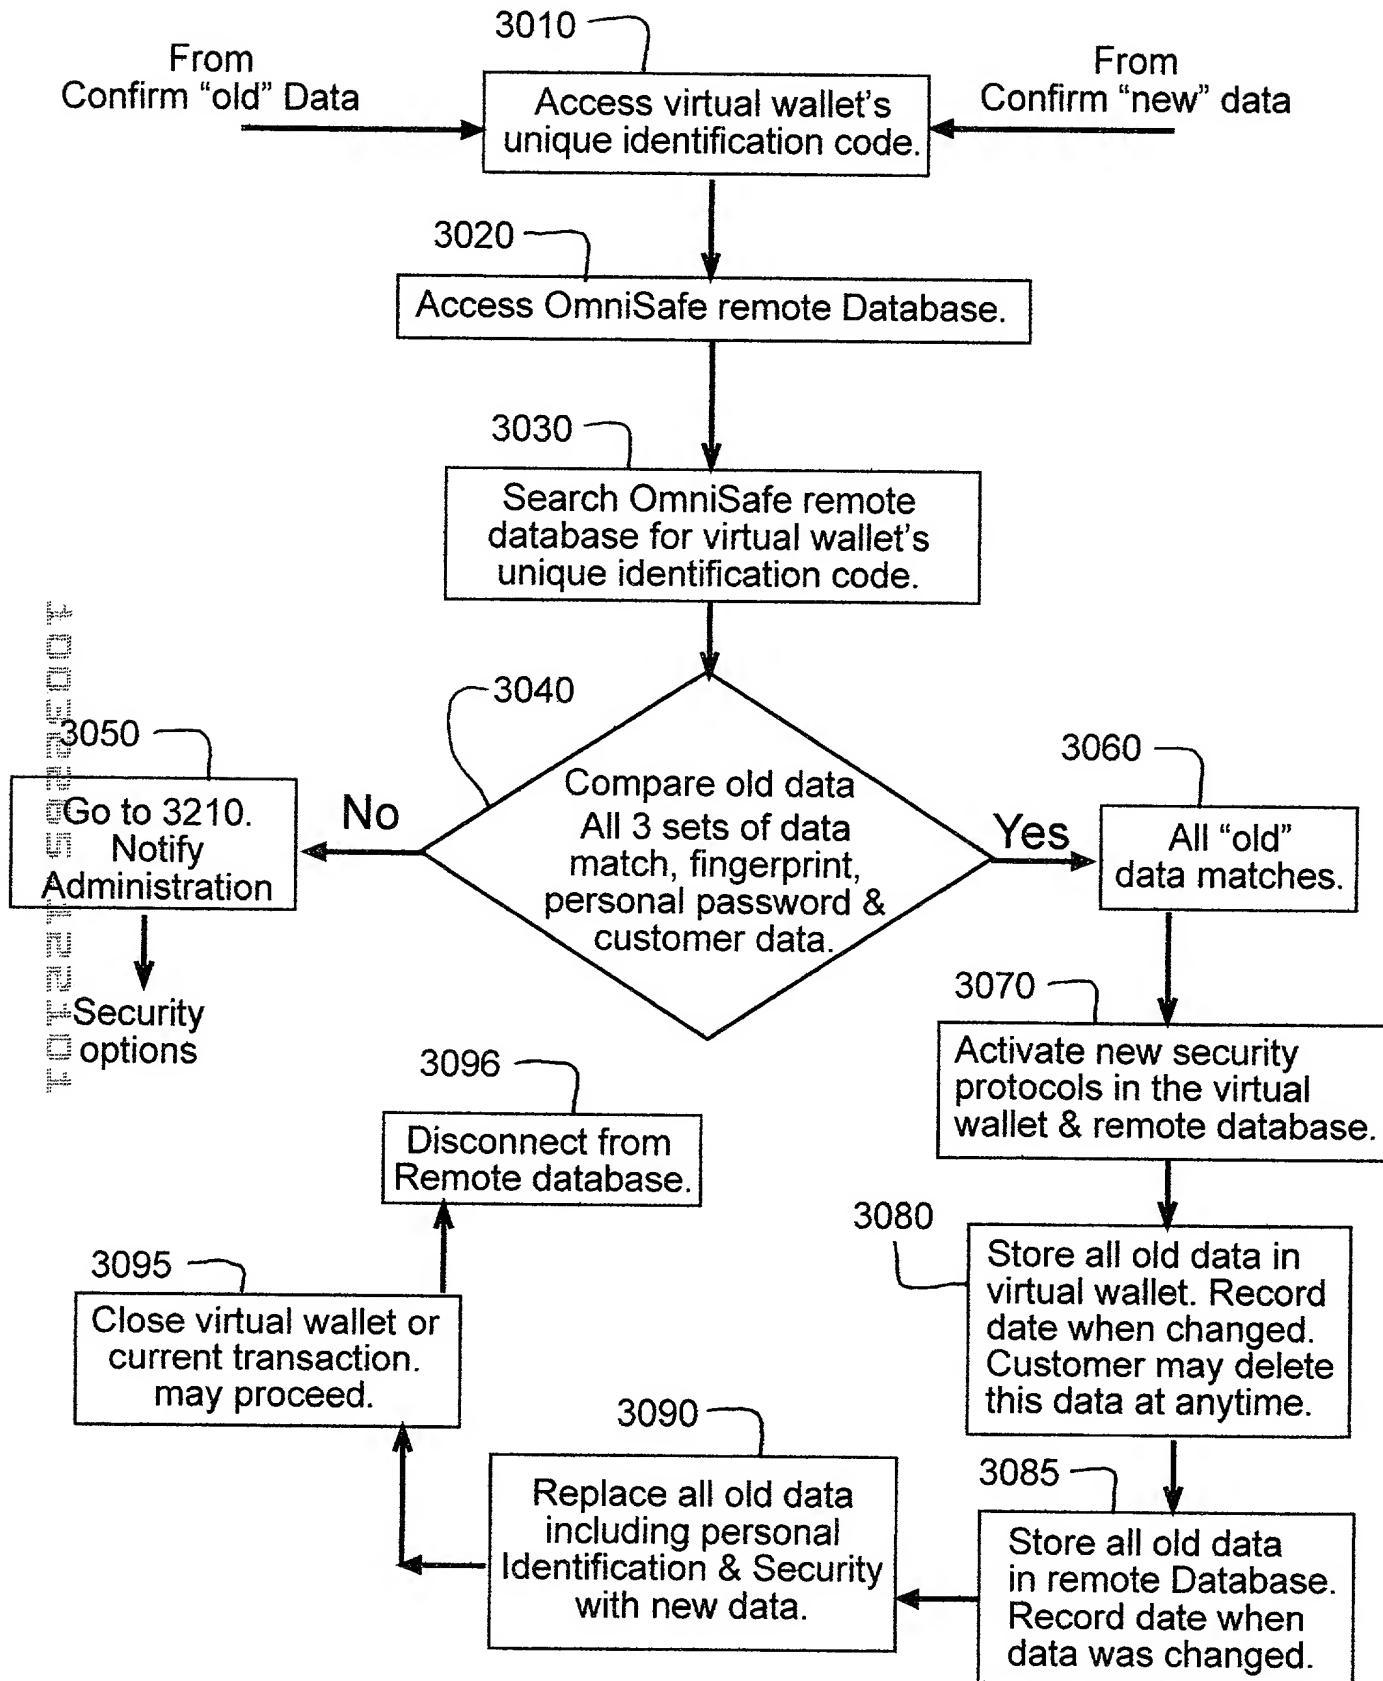 3010
From
Confirm “old” Data
From
Confirm “new” data
Access virtual wallet's
unique identification code.
3020
Access OmniSafe remote Database.
3030
Search OmniSafe remote
database for virtual wallet's
unique identification code.
3040
3050
Go to 3210.
Notify
Administration
No
Compare old data
All 3 sets of data
match, fingerprint,
personal password &
customer data.
Yes
3060
All “old”
data matches.
Security
options
3070
Activate new security
protocols in the virtual
wallet & remote database.
3096
Disconnect from
Remote database.
3080
Store all old data in
virtual wallet. Record
date when changed.
Customer may delete
this data at anytime.
3095
Close virtual wallet or
current transaction.
may proceed.
3090
Replace all old data
including personal
Identification & Security
with new data.
3085
Store all old data
in remote Database.
Record date when
data was changed.